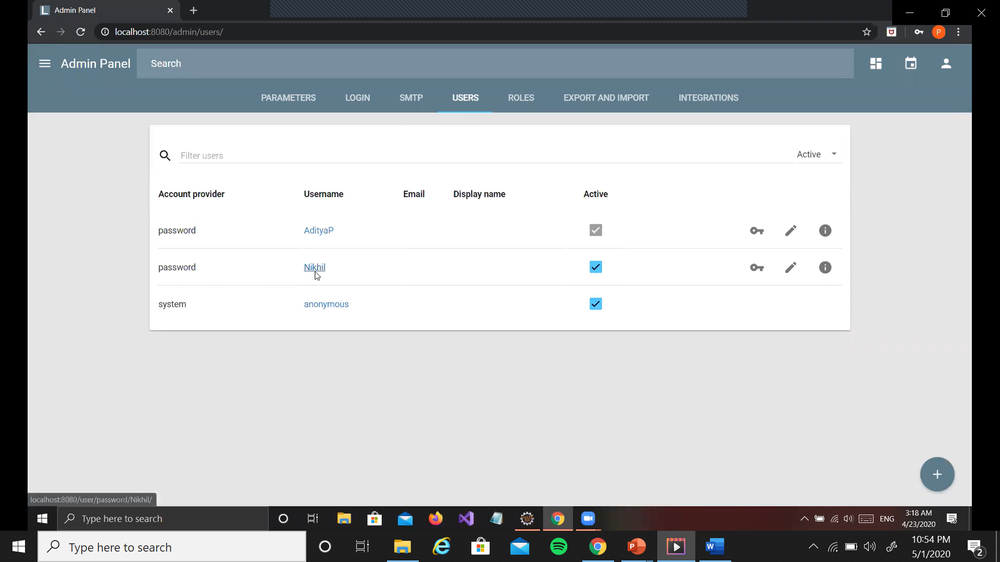 Admin Panel
localhost:8080/admin/users/
P
Admin Panel
Search
PARAMETERS LOGIN SMTP USERS ROLES EXPORT AND IMPORT INTEGRATIONS
Filter users
Active
Account provider Username Email Display name Active
password AdityaP
password Nikhil
system anonymous
localhost:8080/user/password/Nikhil/
Type here to search
ENG
3:18 AM
4/23/2020
Type here to search
10:54 PM
5/1/2020
2